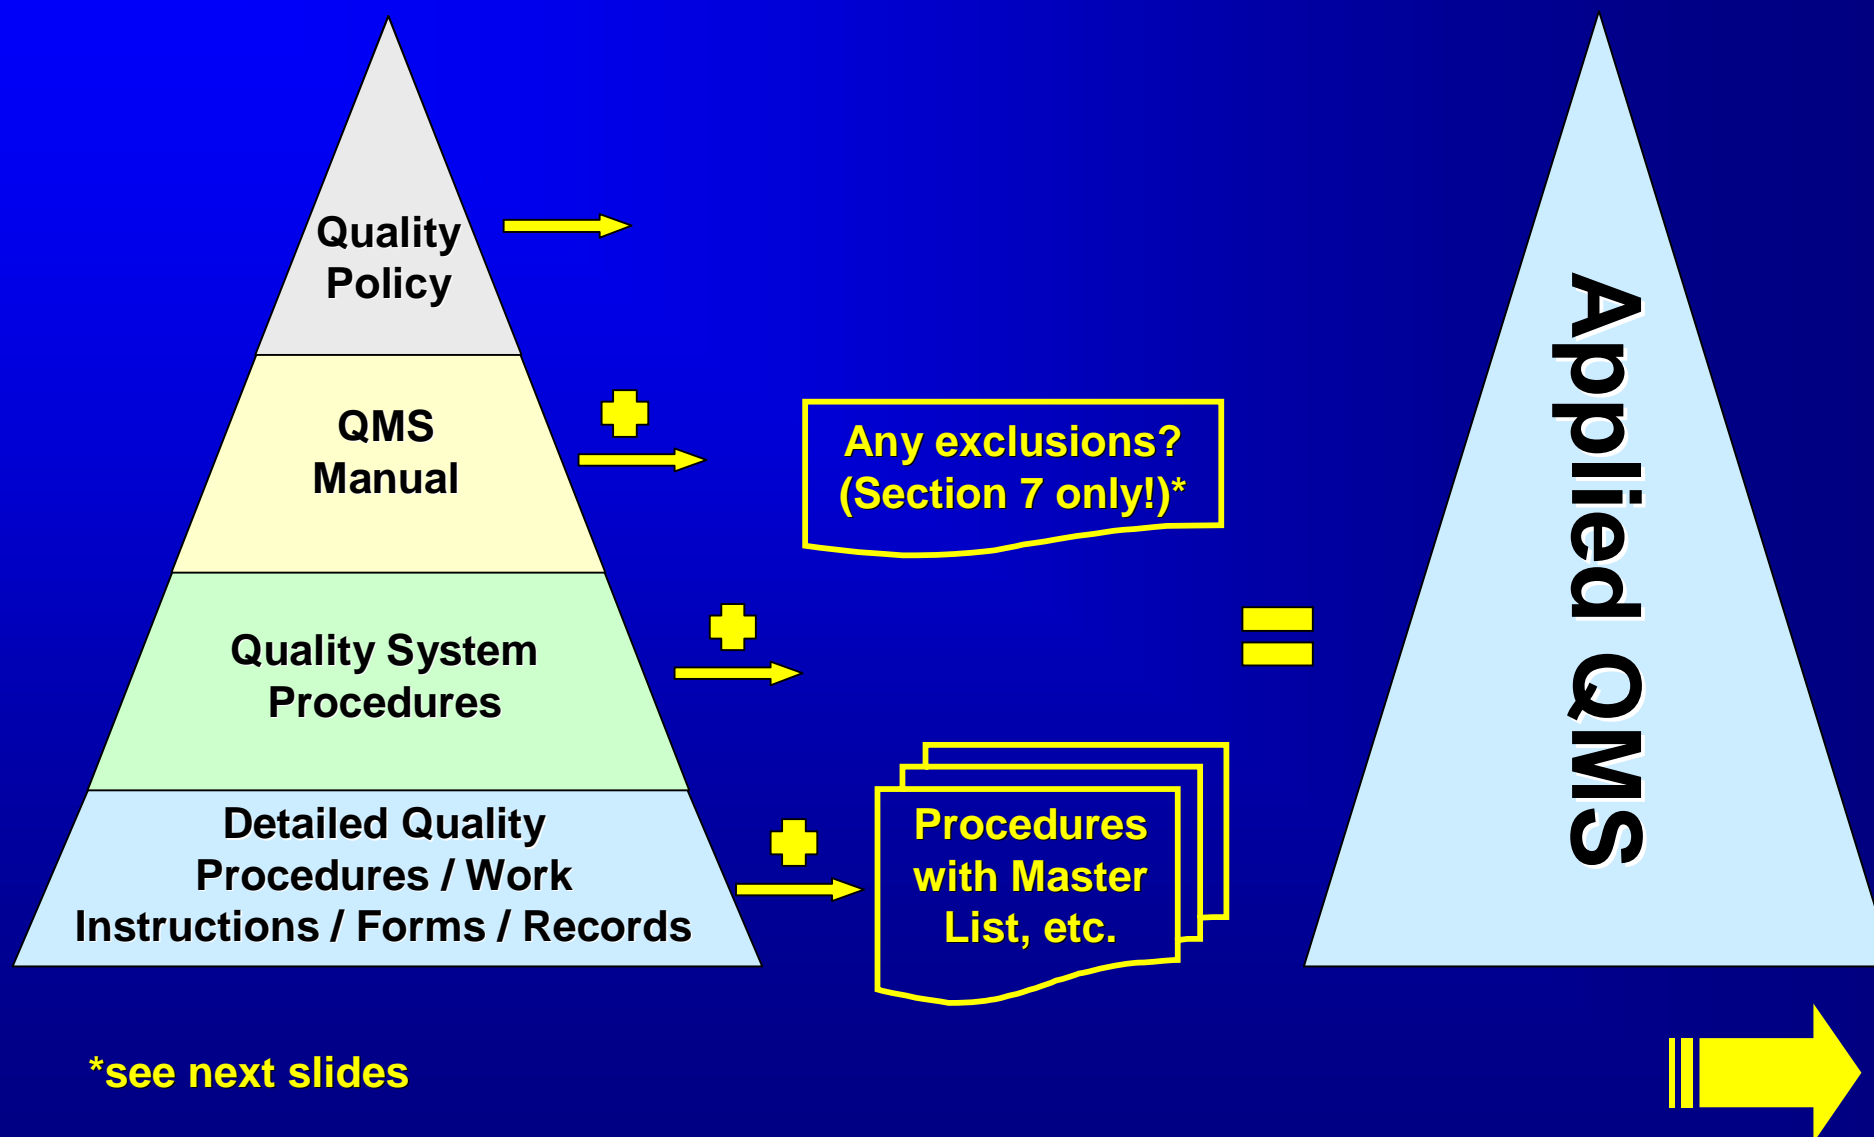 Quality
Policy
QMS
Manual
Any exclusions?
(Section 7 only!)*
Quality System
Procedures
Detailed Quality
Procedures / Work
Instructions / Forms / Records
Procedures
with Master
List, etc.
Applied QMS
*see next slides